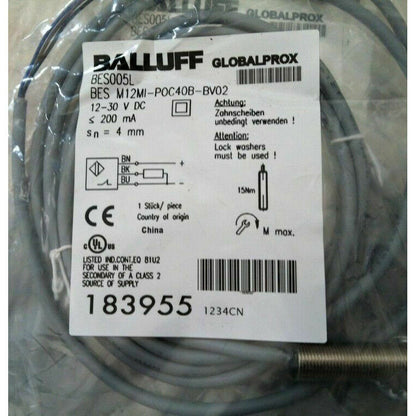 BALLUFF GLOBALPROX
BES005L
BES M12MI-POC40B-BV02
12-30 V DC
≤ 200 mA
sn = 4 mm
Achtung:
Zahnscheiben
unbedingt verwenden !
Attention:
Lock washers
must be used !
BN +
BK
BU -
15Nm
1 Stück/ piece
Country of origin
China
M max.
CE
c UL us
LISTED IND.CONT.EQ 81U2
FOR USE IN THE
SECONDARY OF A CLASS 2
SOURCE OF SUPPLY
183955 1234CN